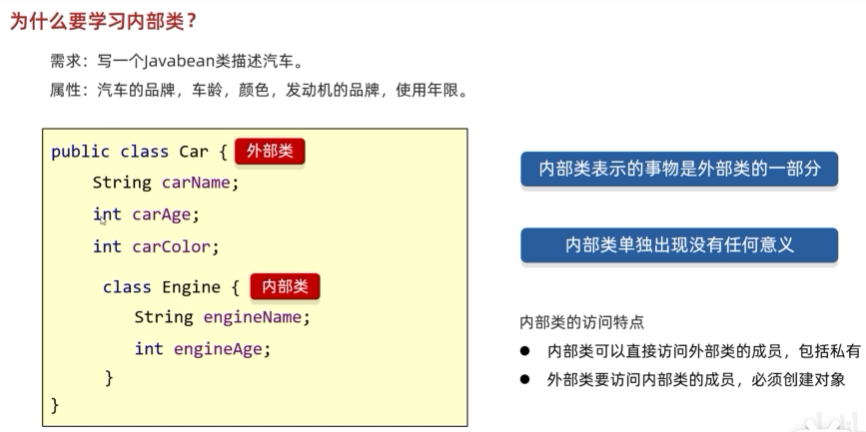 为什么要学习内部类？
需求：写一个Javabean类描述汽车。
属性：汽车的品牌，车龄，颜色，发动机的品牌，使用年限。
public class Car { 外部类
String carName;
int carAge;
int carColor;
class Engine { 内部类
String engineName;
int engineAge;
}
}
内部类表示的事物是外部类的一部分
内部类单独出现没有任何意义
内部类的访问特点
● 内部类可以直接访问外部类的成员，包括私有
● 外部类要访问内部类的成员，必须创建对象